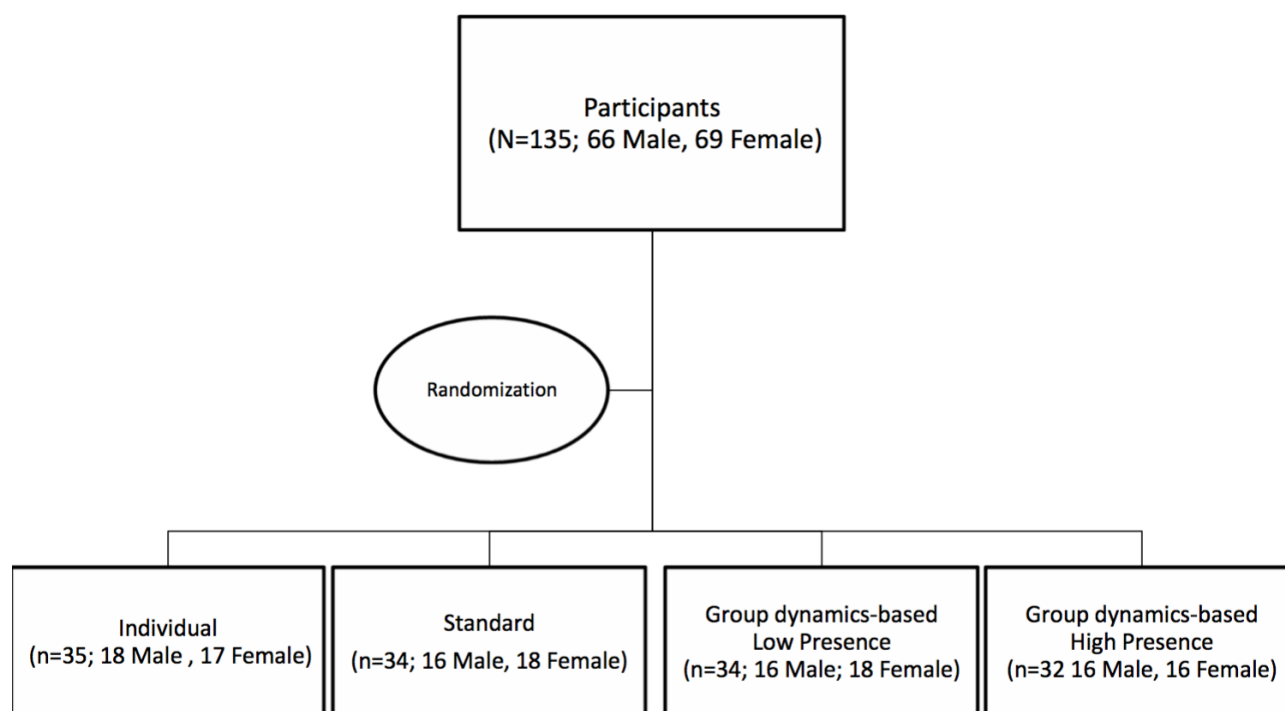 Participants
(N=135; 66 Male, 69 Female)
Randomization
Individual
(n=35; 18 Male , 17 Female)
Standard
(n=34; 16 Male, 18 Female)
Group dynamics-based
Low Presence
(n=34; 16 Male; 18 Female)
Group dynamics-based
High Presence
(n=32 16 Male, 16 Female)